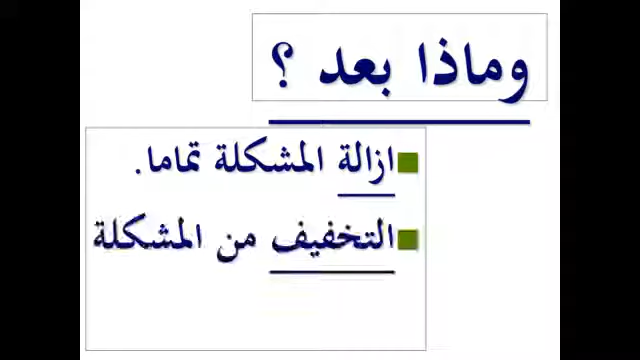 وماذا بعد ؟
ازالة المشكلة تماما.
التخفيف من المشكلة